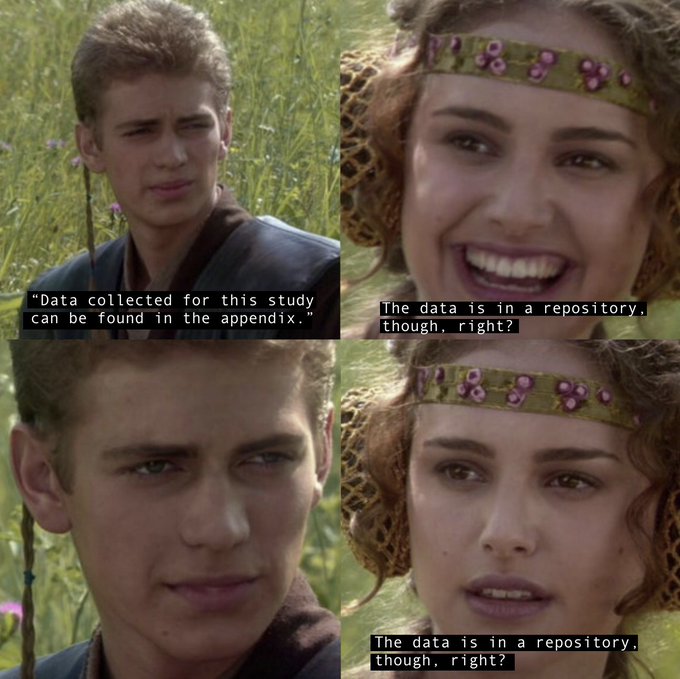 “Data collected for this study
can be found in the appendix.”
The data is in a repository,
though, right?
The data is in a repository,
though, right?